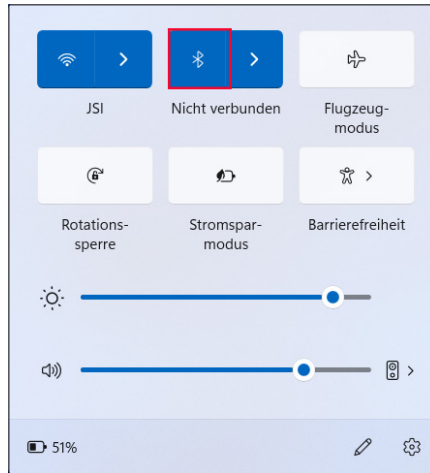 JSI
Nicht verbunden
Flugzeug-
modus
Rotations-
sperre
Stromspar-
modus
Barrierefreiheit
51%